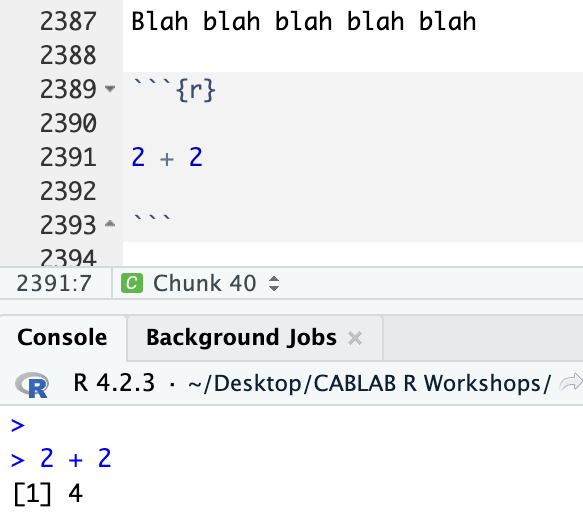 2387 Blah blah blah blah blah
2388
2389 ```{r}
2390
2391 2 + 2
2392
2393 ```
2394
2391:7 C Chunk 40
Console Background Jobs
R R 4.2.3 · ~/Desktop/CABLAB R Workshops/
>
> 2 + 2
[1] 4